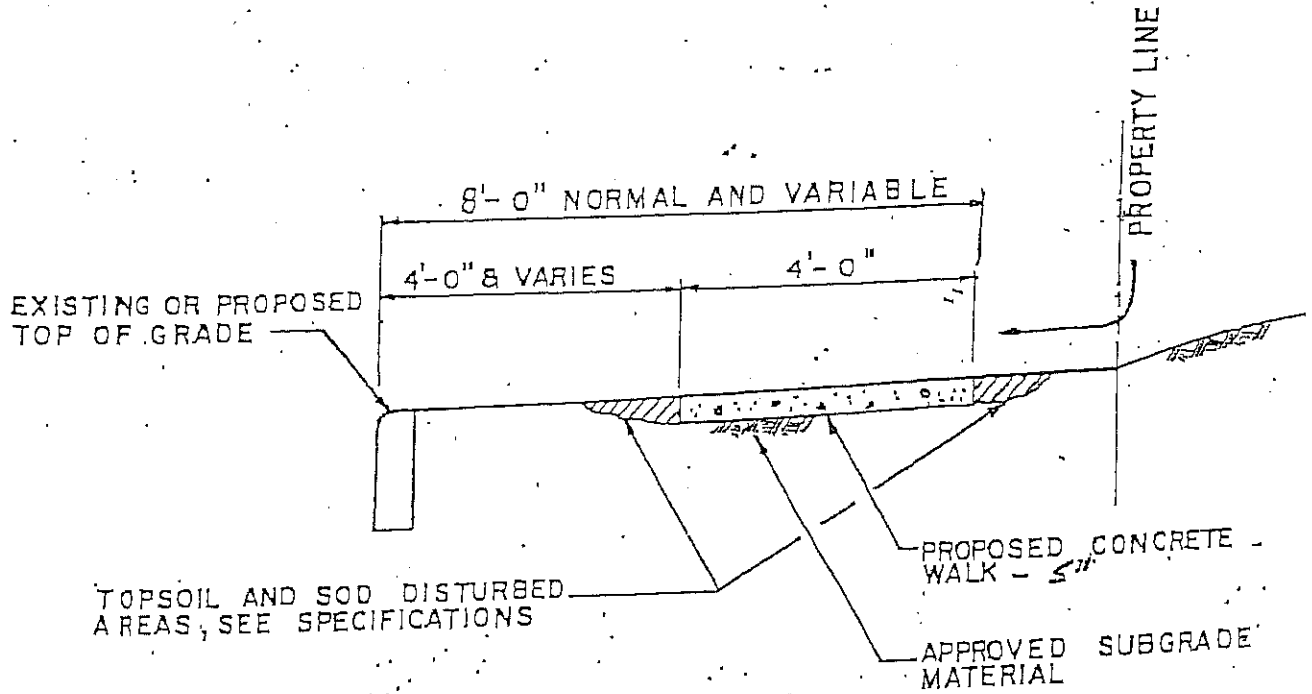 PROPERTY LINE
8'-0" NORMAL AND VARIABLE
4'-0" & VARIES
4'-0"
EXISTING OR PROPOSED
TOP OF GRADE
PROPOSED CONCRETE
WALK - 5"
TOPSOIL AND SOD DISTURBED
AREAS, SEE SPECIFICATIONS
APPROVED SUBGRADE
MATERIAL